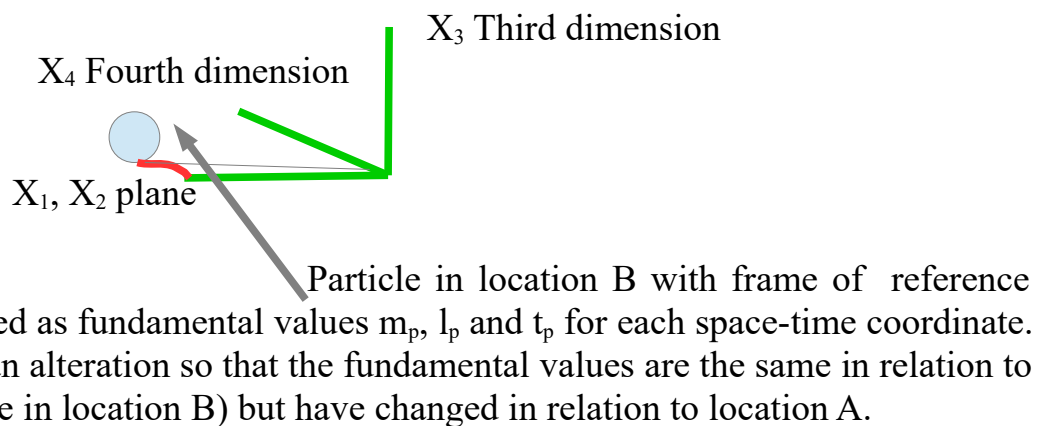 X₃ Third dimension
X₄ Fourth dimension
X₁, X₂ plane
Particle in location B with frame of reference
ed as fundamental values mₚ, lₚ and tₚ for each space-time coordinate.
an alteration so that the fundamental values are the same in relation to
e in location B) but have changed in relation to location A.